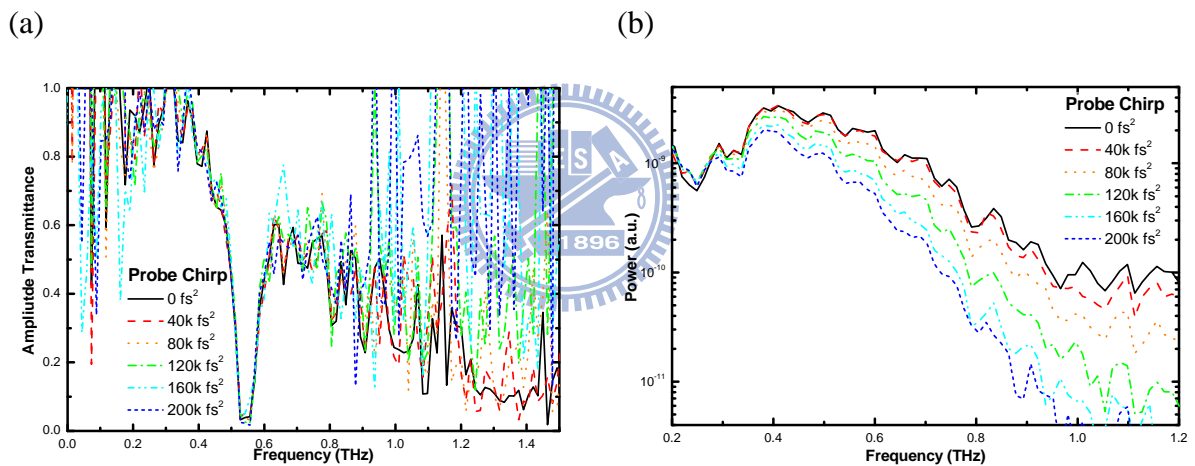 (a)
(b)
1.0
0.8
0.6
0.4
0.2
0.0
Ampliutde Transmittance
Probe Chirp
0 fs²
40k fs²
80k fs²
120k fs²
160k fs²
200k fs²
0.0 0.2 0.4 0.6 0.8 1.0 1.2 1.4
Frequency (THz)
ESA
1896
10⁻⁹
10⁻¹⁰
10⁻¹¹
Power (a.u.)
Probe Chirp
0 fs²
40k fs²
80k fs²
120k fs²
160k fs²
200k fs²
0.2 0.4 0.6 0.8 1.0 1.2
Frequency (THz)